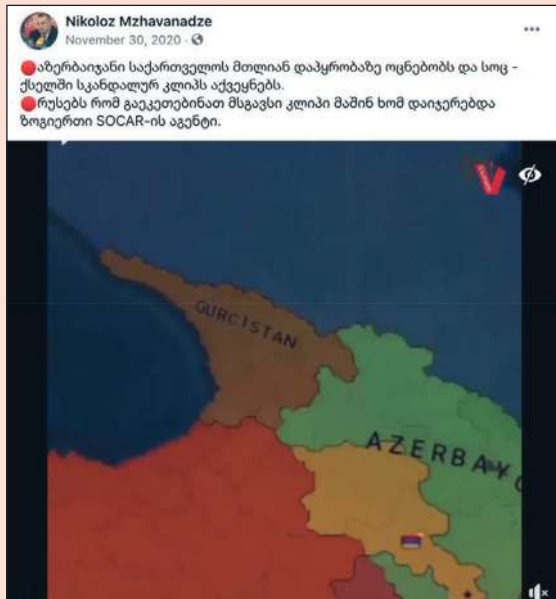 Nikoloz Mzhavanadze
November 30, 2020 ·
აზერბაიჯანი საქართველოს მთლიან დაპყრობაზე ოცნებობს და სოც -
ქსელში სკანდალურ კლიპს აქვეყნებს.
რუსებს რომ გაეკეთებინათ მსგავსი კლიპი მაშინ ხომ დაიჯერებდა
ზოგიერთი SOCAR-ის აგენტი.
GURCISTAN
AZERBAYC